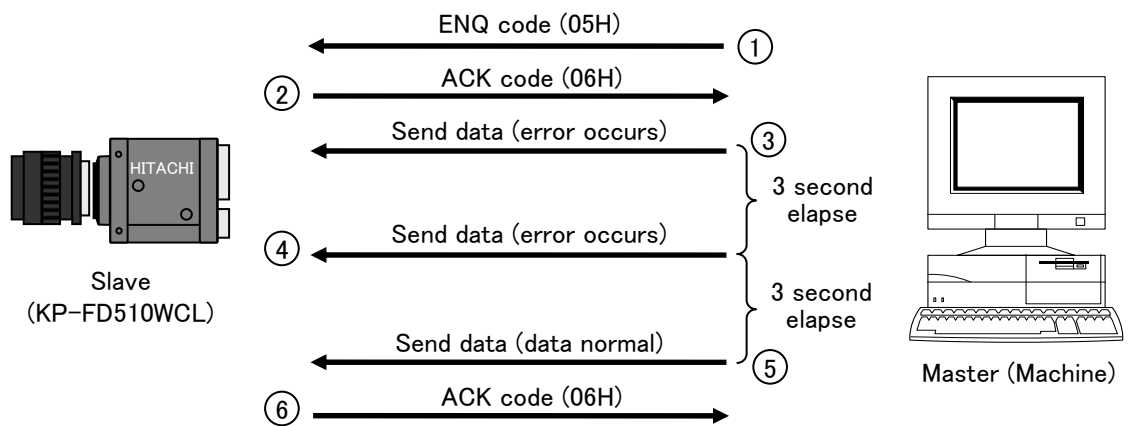 ENQ code (05H)
①
ACK code (06H)
②
Send data (error occurs)
③
HITACHI
3 second
elapse
Send data (error occurs)
④
Slave
(KP-FD510WCL)
3 second
elapse
Send data (data normal)
⑤
Master (Machine)
ACK code (06H)
⑥